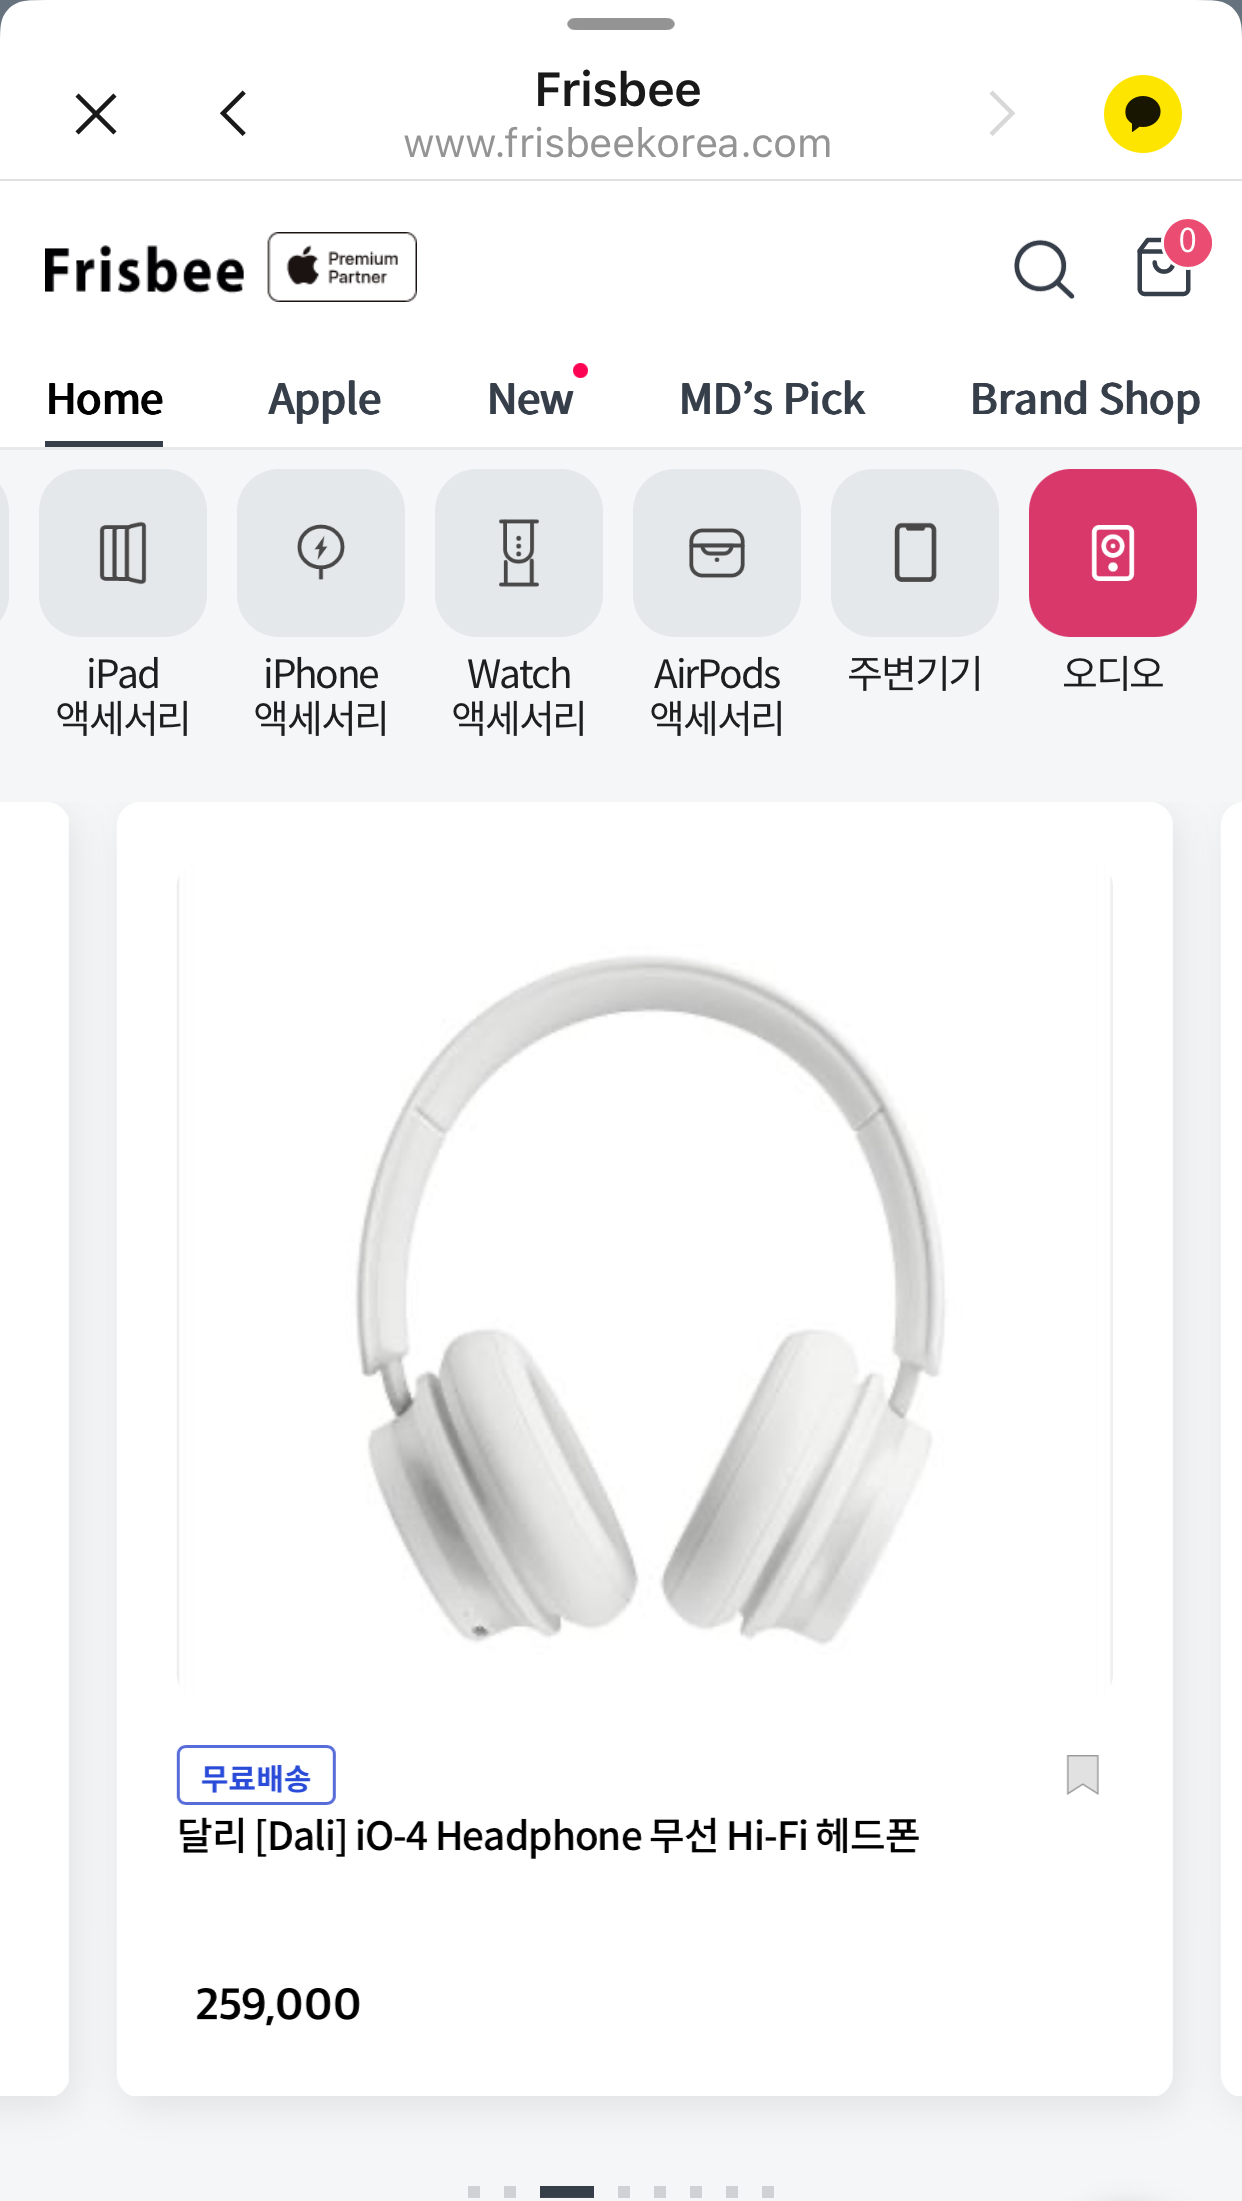 Frisbee
www.frisbeekorea.com
Frisbee
Premium
Partner
0
Home
Apple
New
MD's Pick
Brand Shop
iPad
액세서리
iPhone
액세서리
Watch
액세서리
AirPods
액세서리
주변기기
오디오
무료배송
달리 [Dali] iO-4 Headphone 무선 Hi-Fi 헤드폰
259,000